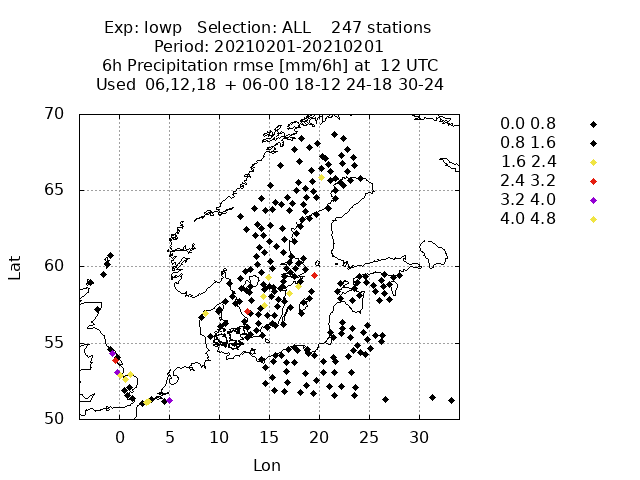 Exp: lowp   Selection: ALL    247 stations
Period: 20210201-20210201
6h Precipitation rmse [mm/6h] at  12 UTC
Used  06,12,18  + 06-00 18-12 24-18 30-24
70
65
60
55
50
Lat
0 5 10 15 20 25 30
Lon
0.0 0.8
0.8 1.6
1.6 2.4
2.4 3.2
3.2 4.0
4.0 4.8